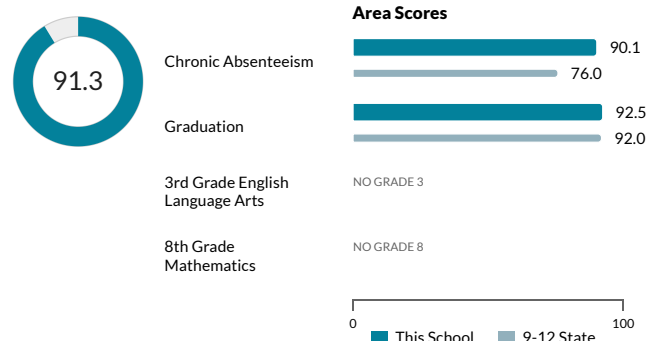 Area Scores
91.3
Chronic Absenteeism
90.1
76.0
Graduation
92.5
92.0
3rd Grade English
Language Arts
NO GRADE 3
8th Grade
Mathematics
NO GRADE 8
0
100
This School
9-12 State